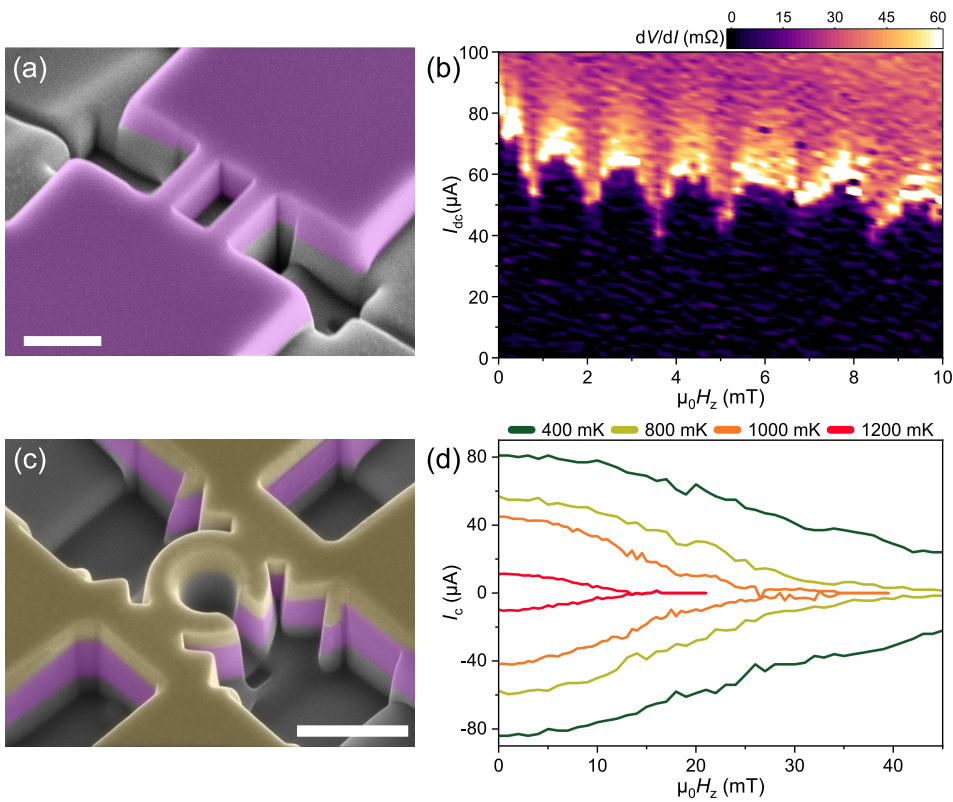 0 15 30 45 60
dV/dI (mΩ)
(a)
(b)
100
80
60
40
20
0
Idc(μA)
0 2 4 6 8 10
μ0Hz (mT)
400 mK 800 mK 1000 mK 1200 mK
(c)
(d)
80
40
0
-40
-80
Ic (μA)
0 10 20 30 40
μ0Hz (mT)